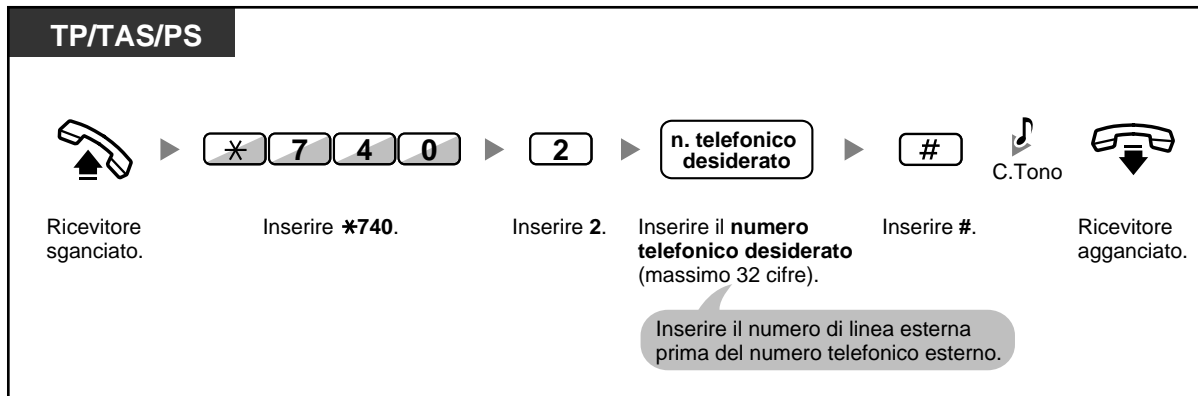 TP/TAS/PS
✳ 7 4 0
2
n. telefonico
desiderato
#
C.Tono
Ricevitore
sganciato.
Inserire ✳740.
Inserire 2.
Inserire il numero
telefonico desiderato
(massimo 32 cifre).
Inserire #.
Ricevitore
agganciato.
Inserire il numero di linea esterna
prima del numero telefonico esterno.